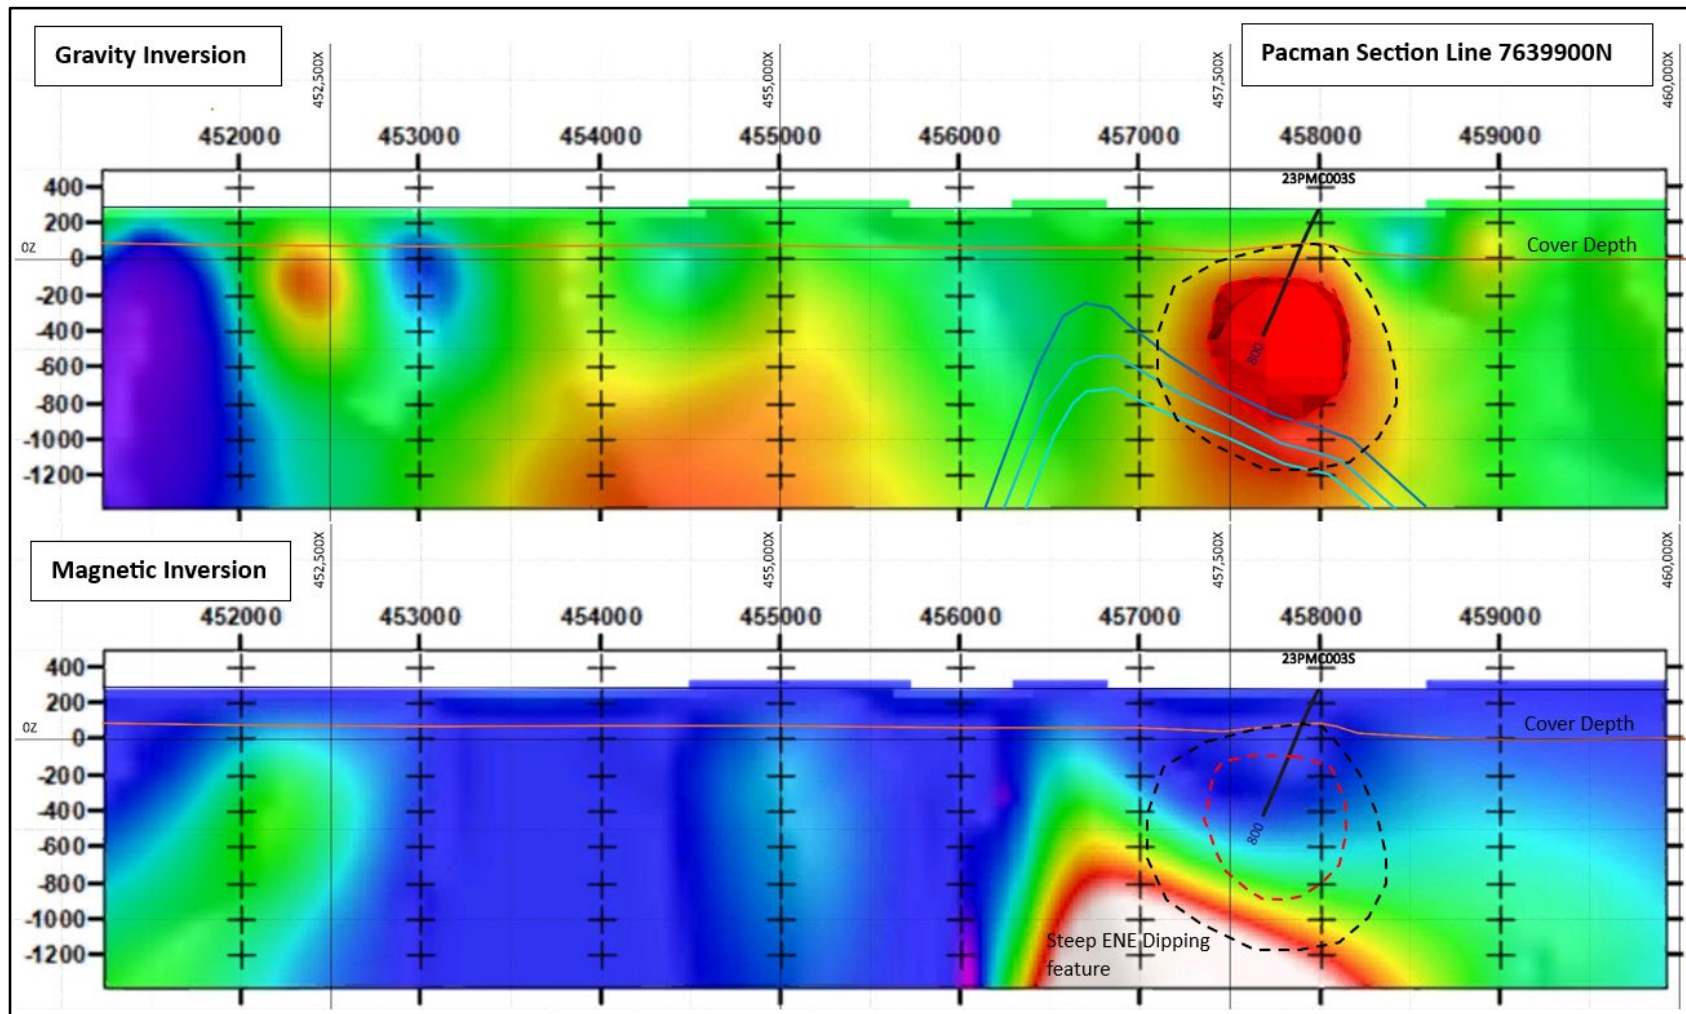 Gravity Inversion
Pacman Section Line 7639900N
452,500X
455,000X
457,500X
460,000X
452000
453000
454000
455000
456000
457000
458000
459000
23PMC003S
400
200
0Z
0
-200
-400
-600
-800
-1000
-1200
Cover Depth
800
Magnetic Inversion
452,500X
455,000X
457,500X
460,000X
452000
453000
454000
455000
456000
457000
458000
459000
23PMC003S
400
200
0Z
0
-200
-400
-600
-800
-1000
-1200
Cover Depth
800
Steep ENE Dipping
feature